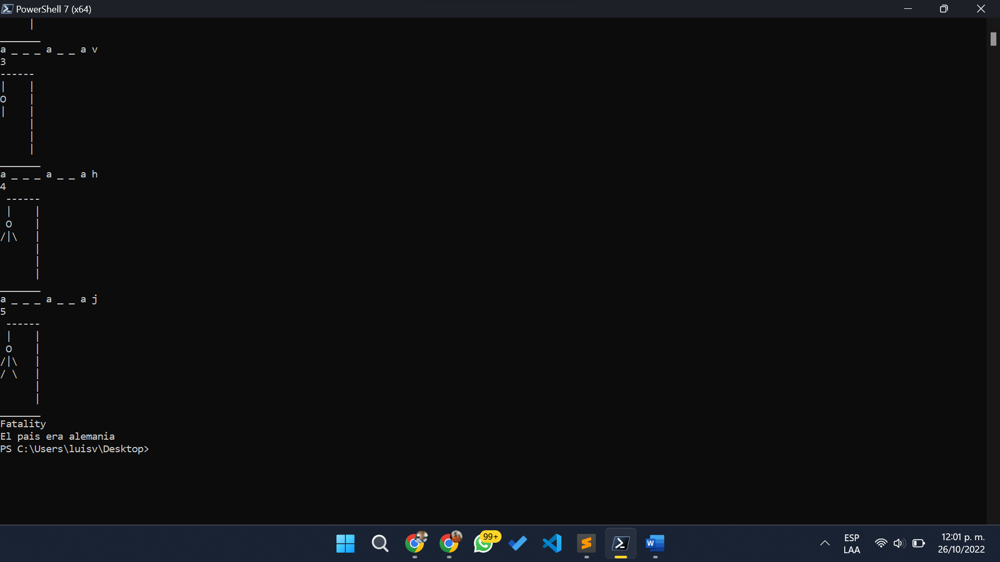 PowerShell 7 (x64)
     |
_______
a _ _ _ a _ _ a v
3
------
|    |
O    |
|    |
     |
     |
     |
_______
a _ _ _ a _ _ a h
4
 ------
 |    |
 O    |
/|\   |
      |
      |
      |
_______
a _ _ _ a _ _ a j
5
 ------
 |    |
 O    |
/|\   |
/ \   |
      |
      |
_______
Fatality
El pais era alemania
PS C:\Users\luisv\Desktop>
99+
W
ESP
LAA
12:01 p. m.
26/10/2022